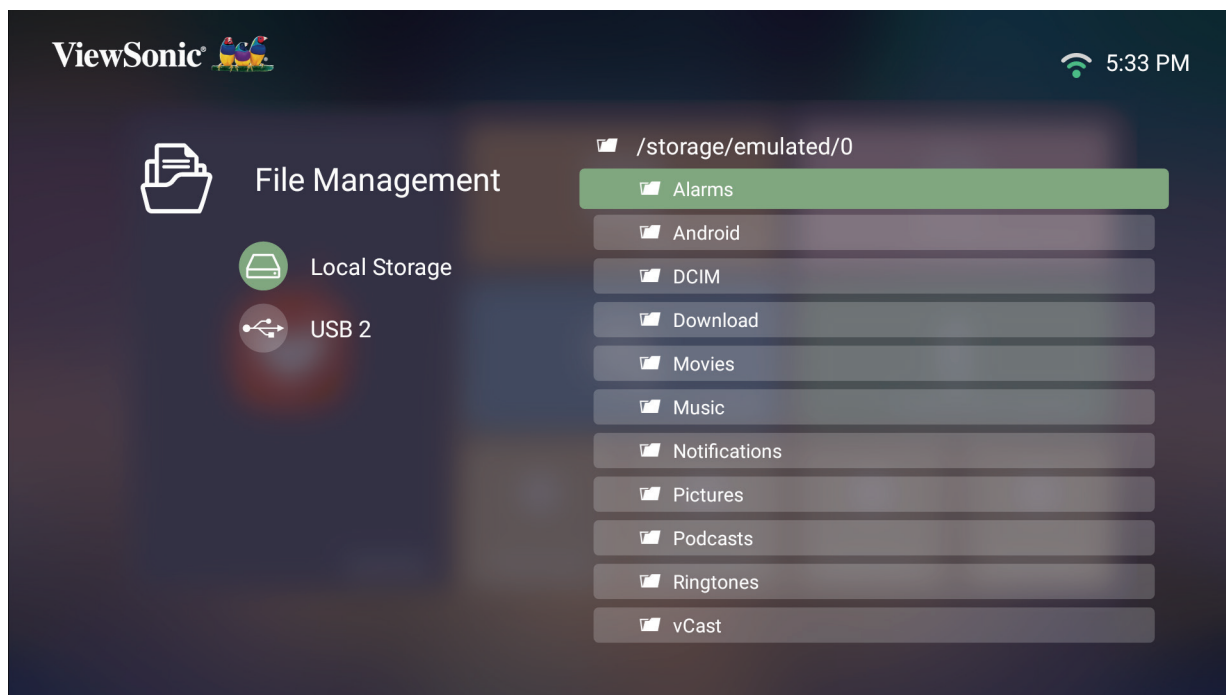 ViewSonic®
5:33 PM
File Management
Local Storage
USB 2
/storage/emulated/0
Alarms
Android
DCIM
Download
Movies
Music
Notifications
Pictures
Podcasts
Ringtones
vCast